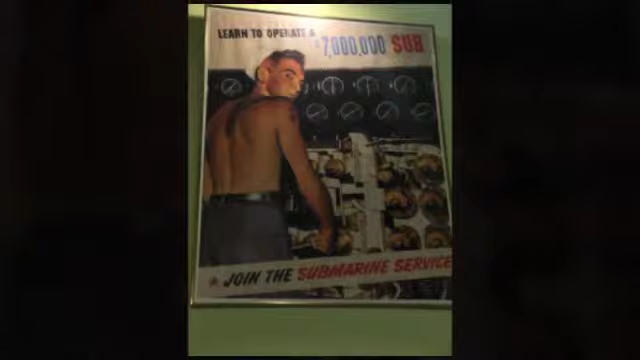 LEARN TO OPERATE A
$7,000,000 SUB
★ JOIN THE SUBMARINE SERVICE